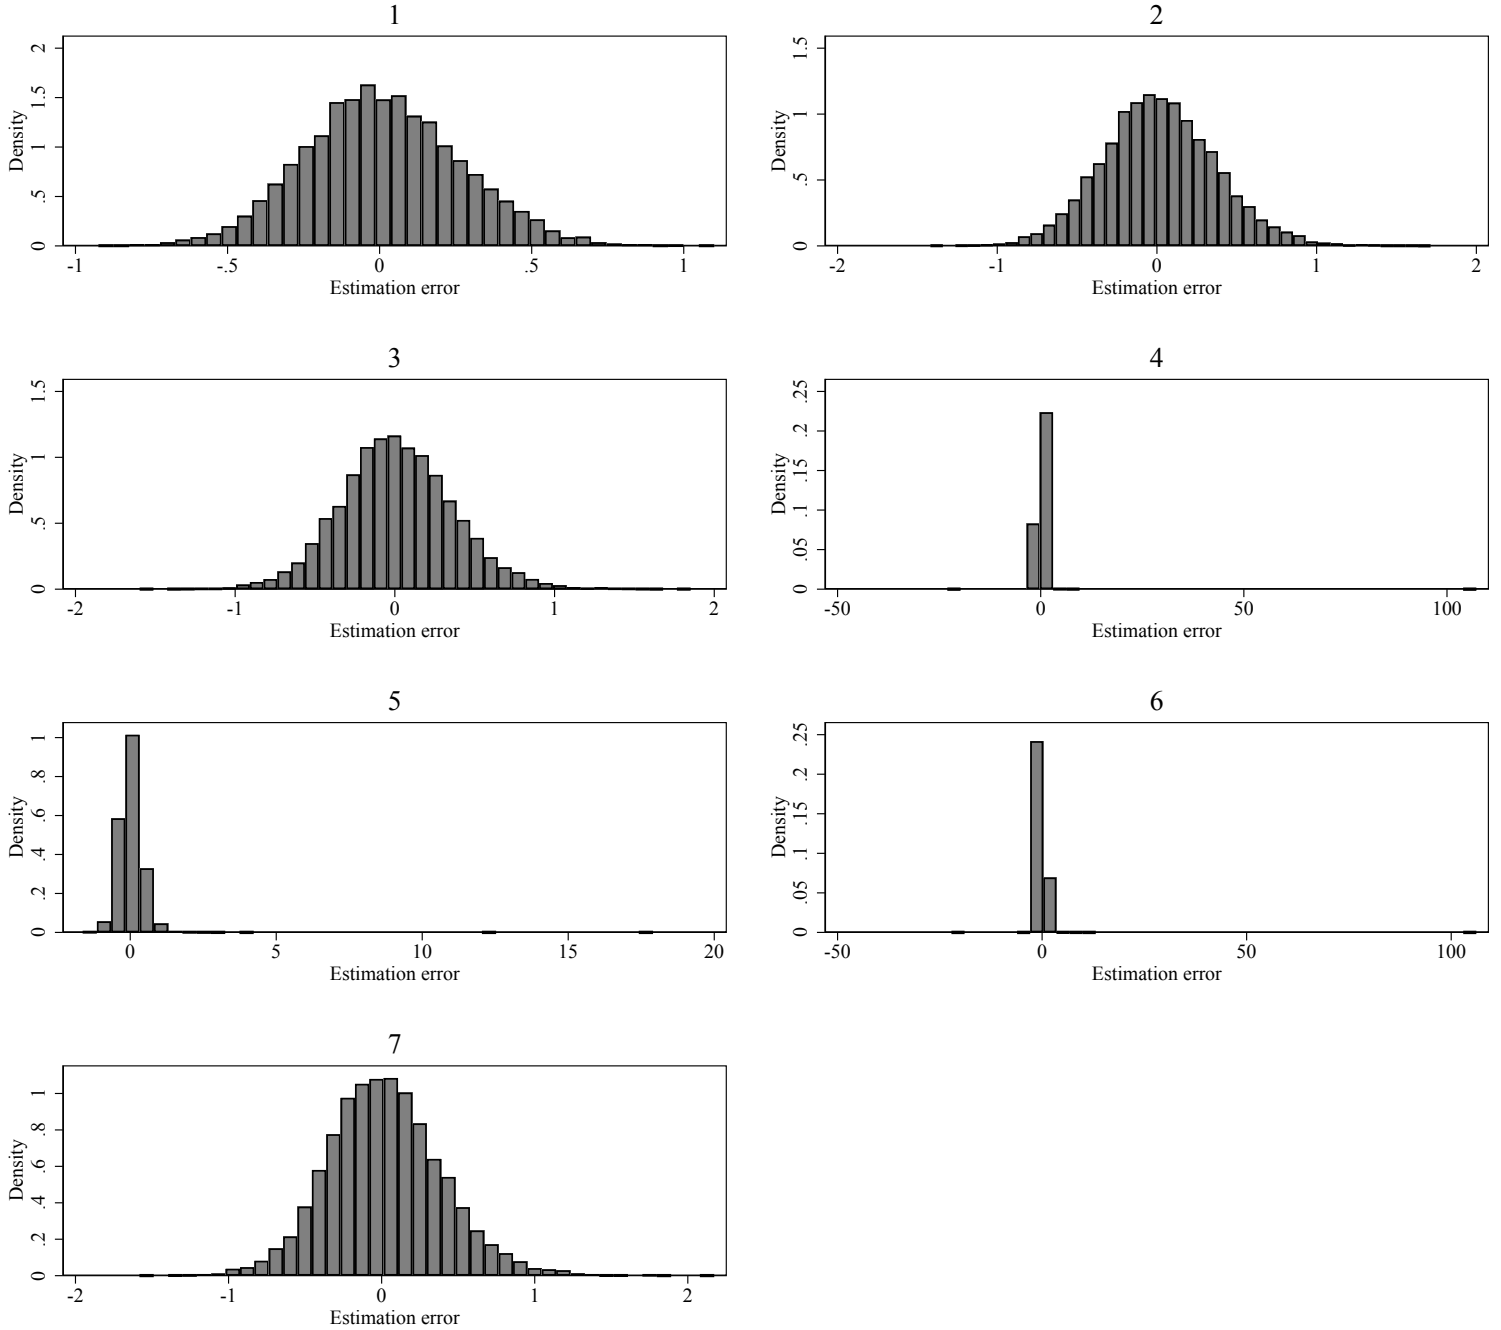 1
2
Density
0 .5 1 1.5 2
-1 -.5 0 .5 1
Estimation error
Density
0 .5 1 1.5
-2 -1 0 1 2
Estimation error
3
4
Density
0 .5 1 1.5
-2 -1 0 1 2
Estimation error
Density
0 .05 .1 .15 .2 .25
-50 0 50 100
Estimation error
5
6
Density
0 .2 .4 .6 .8 1
0 5 10 15 20
Estimation error
Density
0 .05 .1 .15 .2 .25
-50 0 50 100
Estimation error
7
Density
0 .2 .4 .6 .8 1
-2 -1 0 1 2
Estimation error